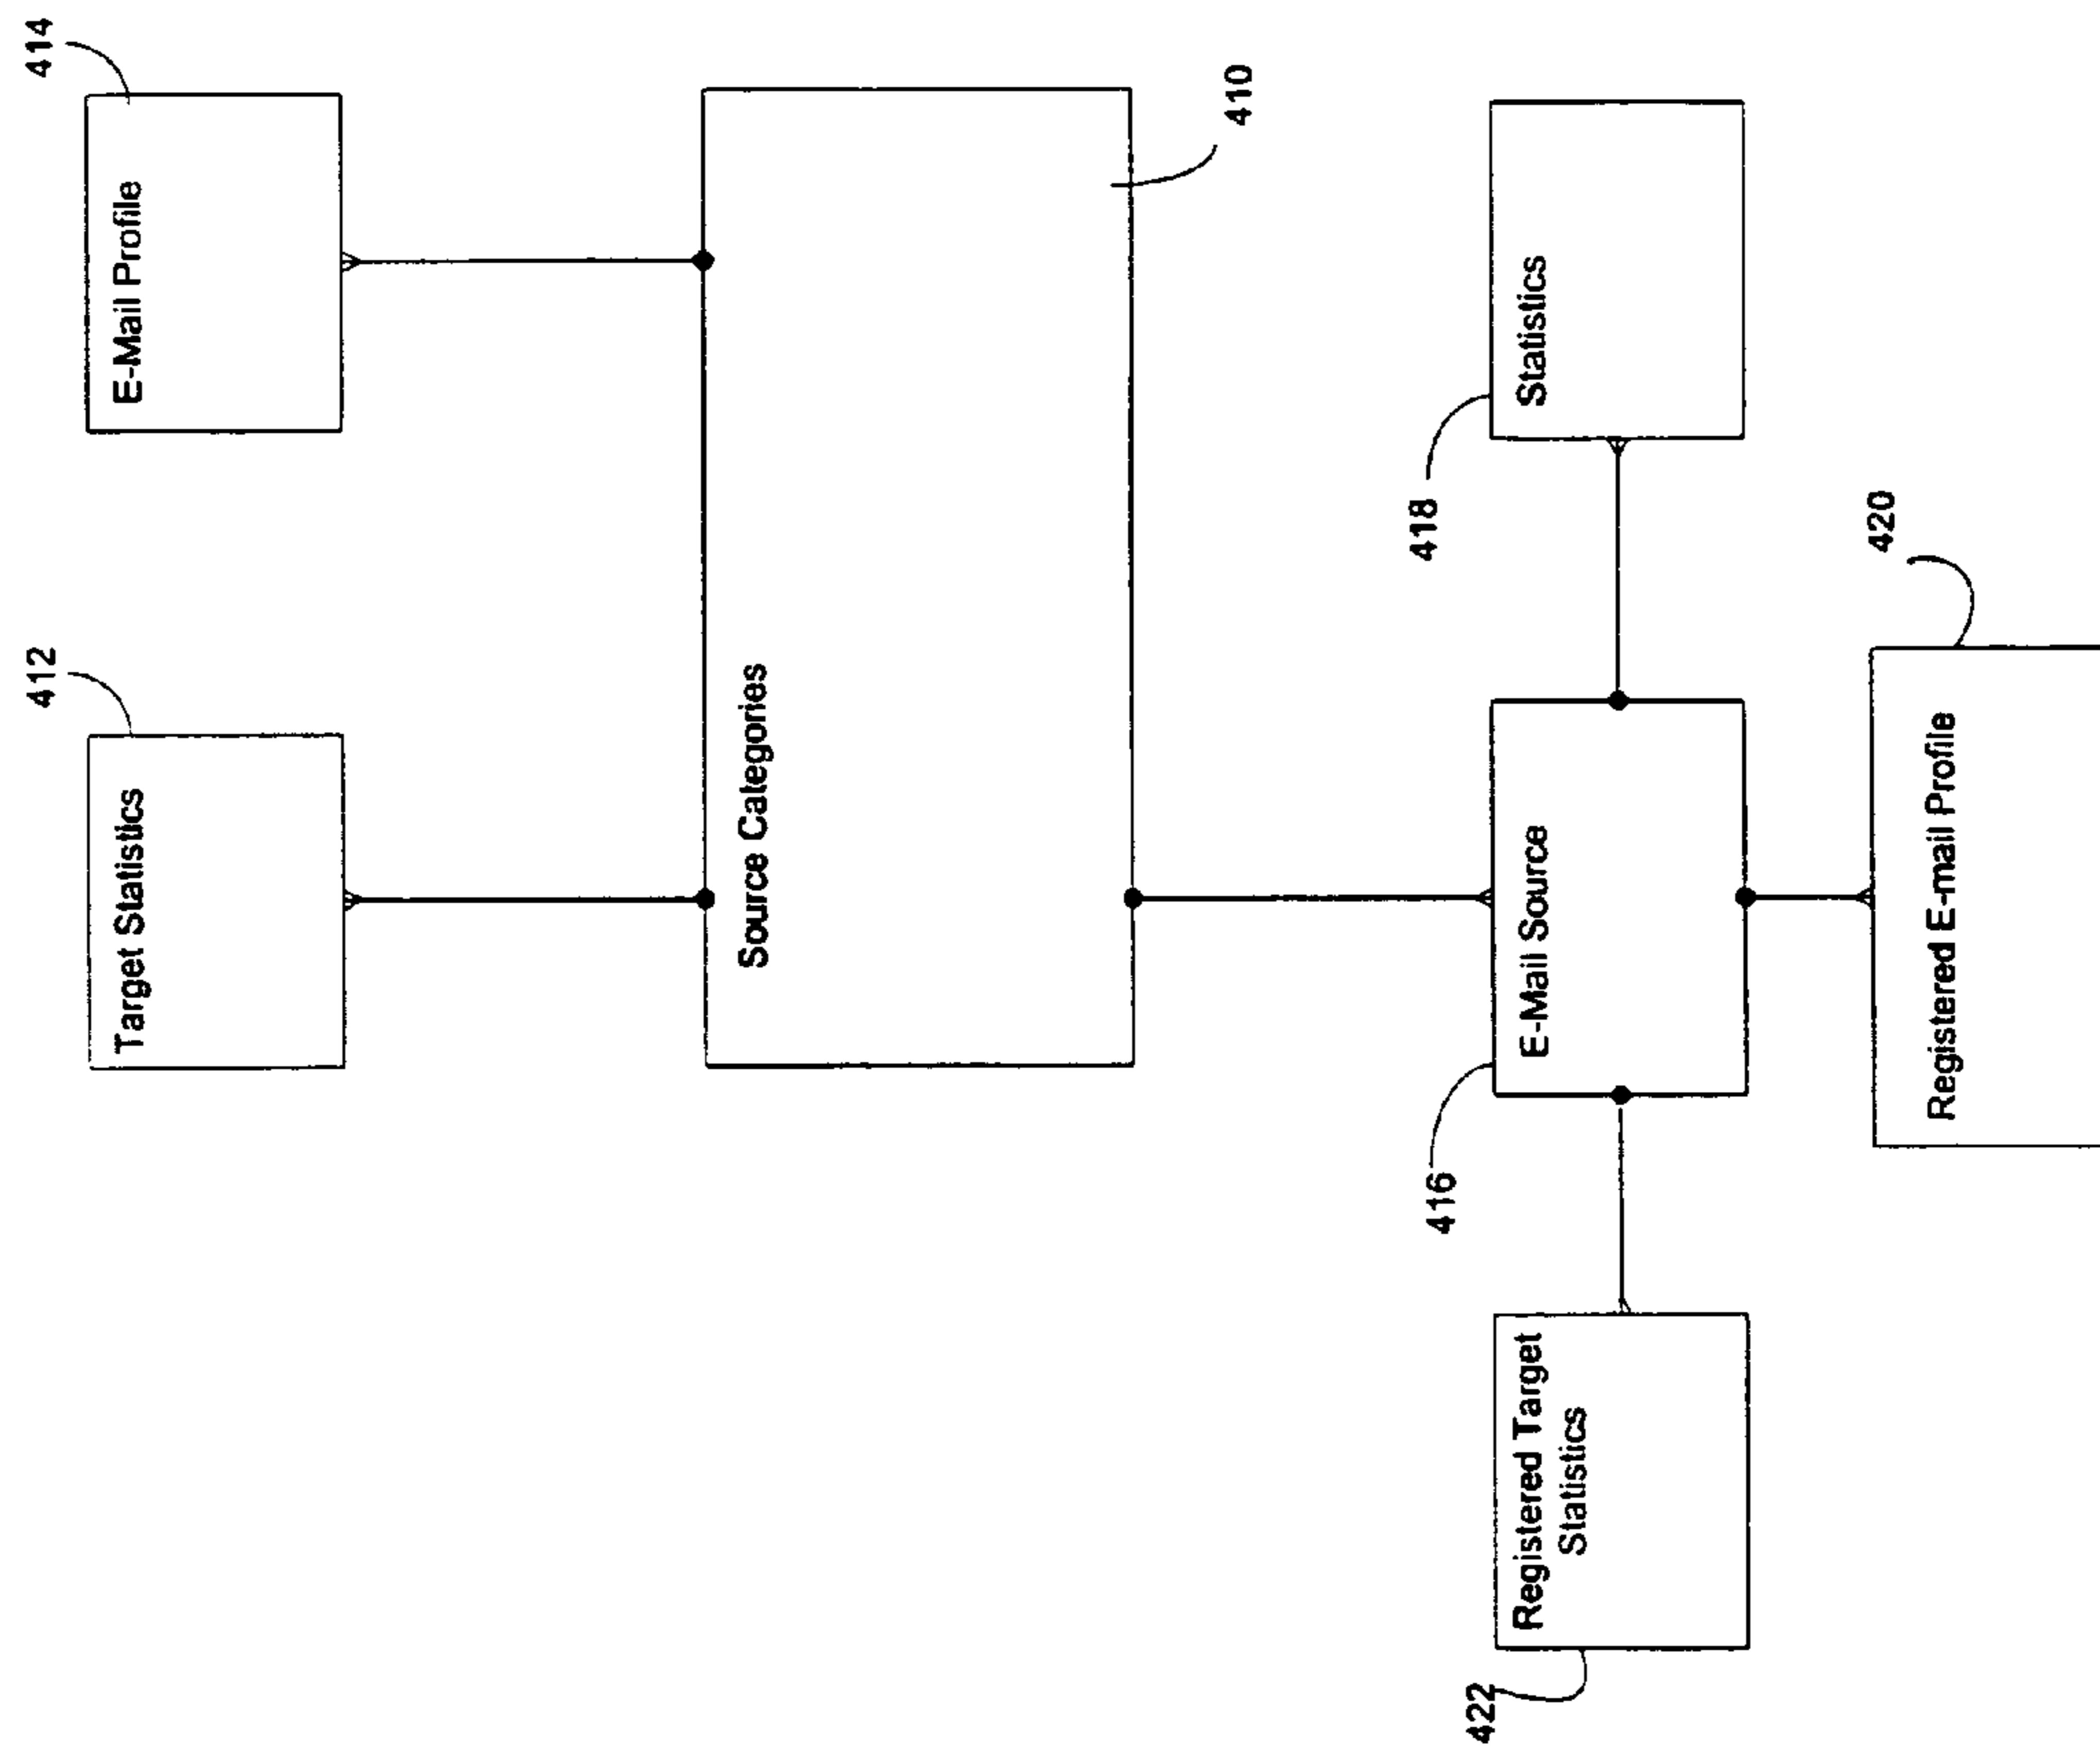 414
E-Mail Profile
412
Target Statistics
410
Source Categories
418
Statistics
416
E-Mail Source
420
Registered E-mail Profile
422
Registered Target
Statistics